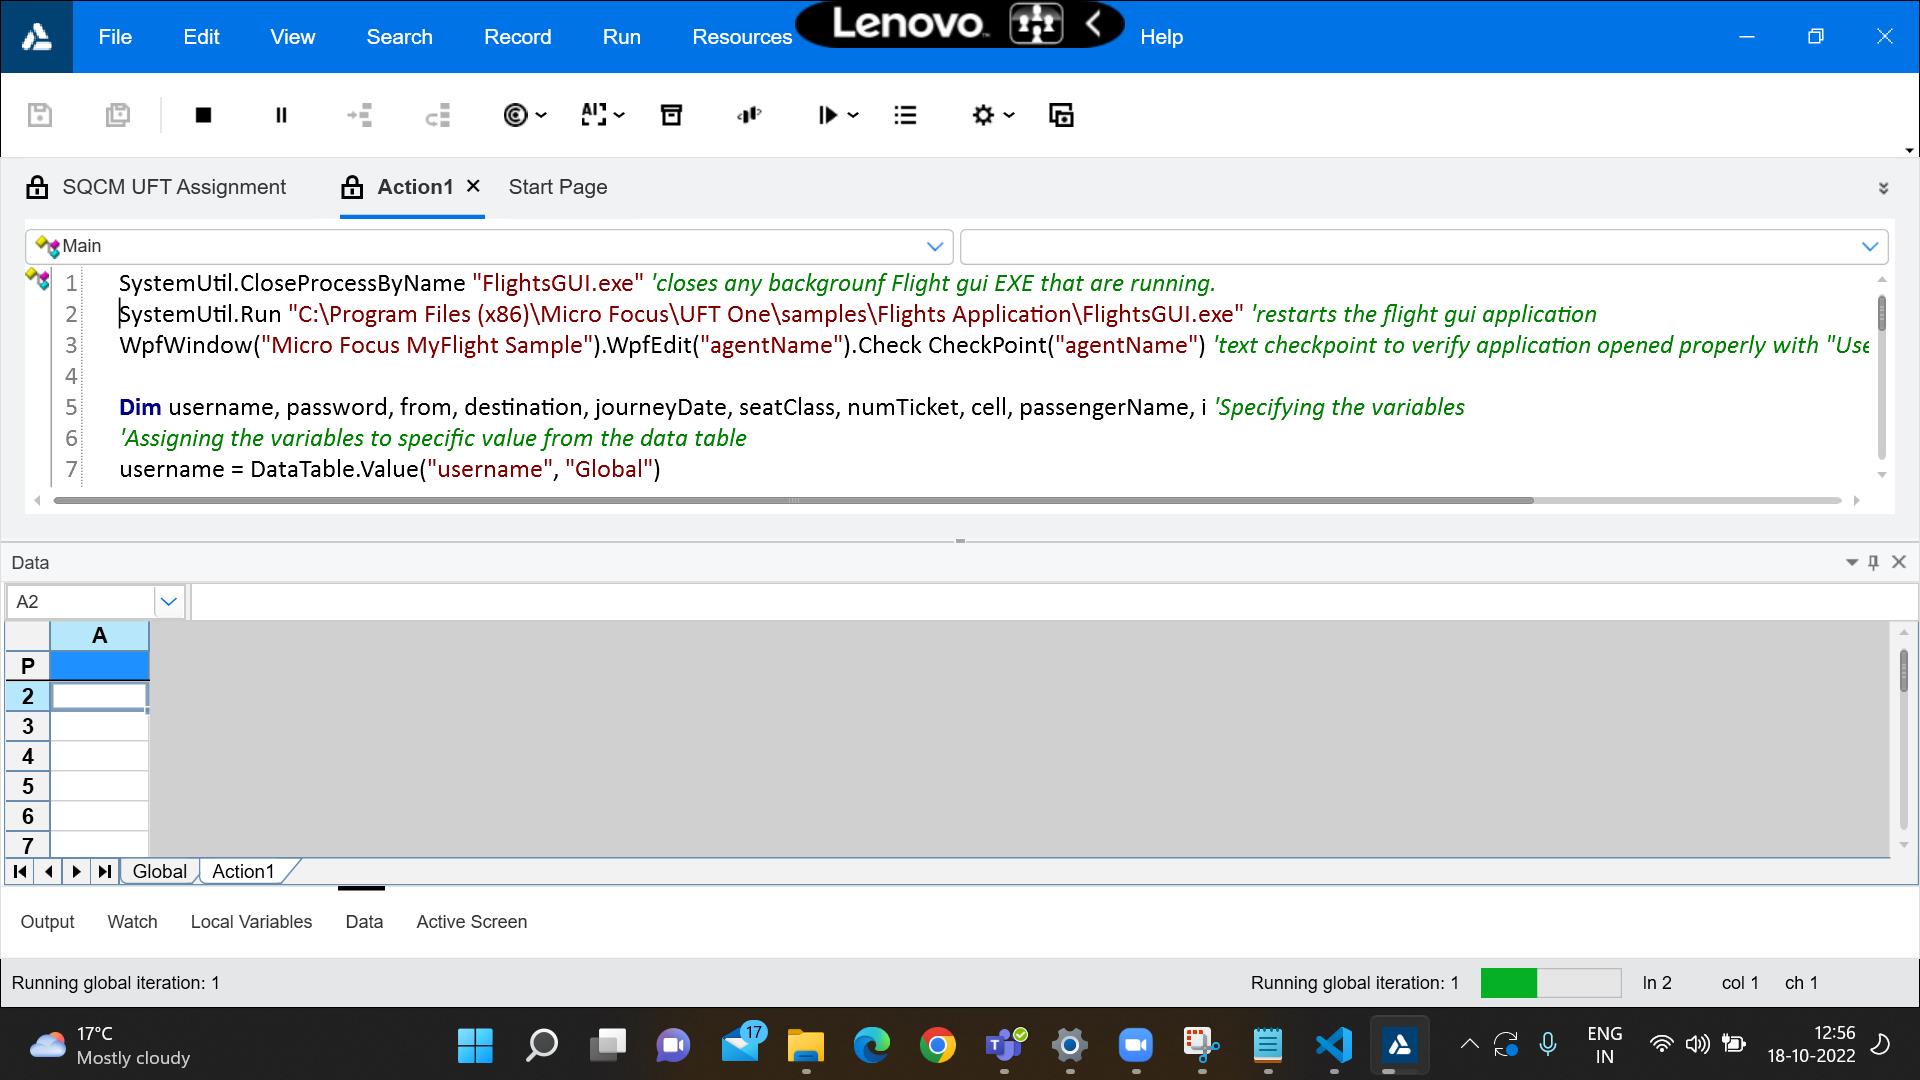 Lenovo
File Edit View Search Record Run Resources Help
AI
SQCM UFT Assignment Action1 Start Page
Main
1 SystemUtil.CloseProcessByName "FlightsGUI.exe" 'closes any backgrounf Flight gui EXE that are running.
2 SystemUtil.Run "C:\Program Files (x86)\Micro Focus\UFT One\samples\Flights Application\FlightsGUI.exe" 'restarts the flight gui application
3 WpfWindow("Micro Focus MyFlight Sample").WpfEdit("agentName").Check CheckPoint("agentName") 'text checkpoint to verify application opened properly with "Use
4
5 Dim username, password, from, destination, journeyDate, seatClass, numTicket, cell, passengerName, i 'Specifying the variables
6 'Assigning the variables to specific value from the data table
7 username = DataTable.Value("username", "Global")
Data
A2
A
P
2
3
4
5
6
7
Global Action1
Output Watch Local Variables Data Active Screen
Running global iteration: 1 Running global iteration: 1 ln 2 col 1 ch 1
17°C
Mostly cloudy
17
ENG
IN
12:56
18-10-2022